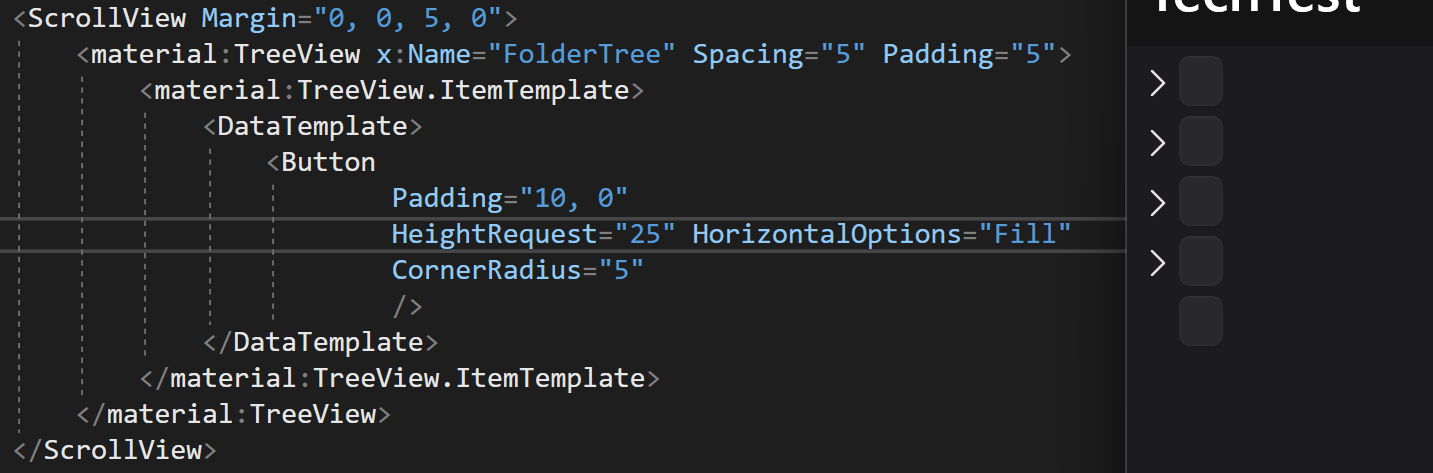 <ScrollView Margin="0, 0, 5, 0">
<material:TreeView x:Name="FolderTree" Spacing="5" Padding="5">
<material:TreeView.ItemTemplate>
<DataTemplate>
<Button
Padding="10, 0"
HeightRequest="25" HorizontalOptions="Fill"
CornerRadius="5"
/>
</DataTemplate>
</material:TreeView.ItemTemplate>
</material:TreeView>
</ScrollView>
TechTest